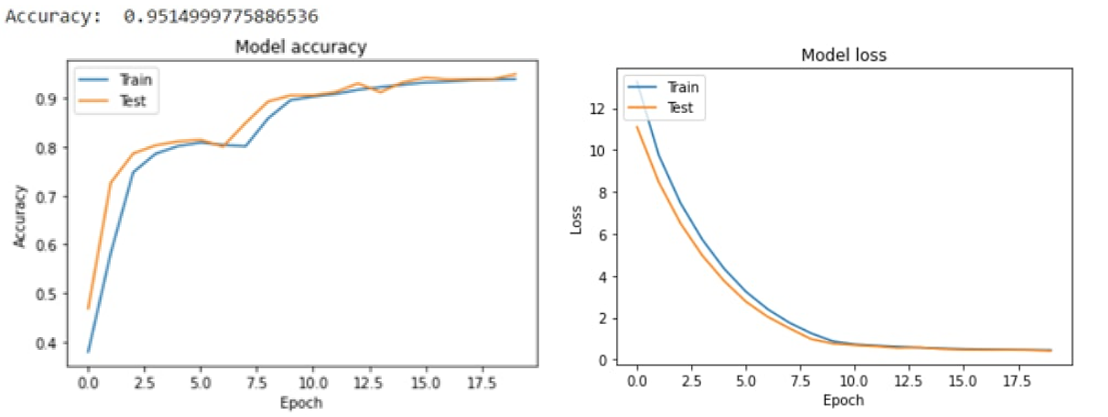 Accuracy:  0.9514999775886536
Model accuracy
Train
Test
0.9
0.8
0.7
0.6
0.5
0.4
Accuracy
0.0 2.5 5.0 7.5 10.0 12.5 15.0 17.5
Epoch
Model loss
Train
Test
12
10
8
6
4
2
0
Loss
0.0 2.5 5.0 7.5 10.0 12.5 15.0 17.5
Epoch